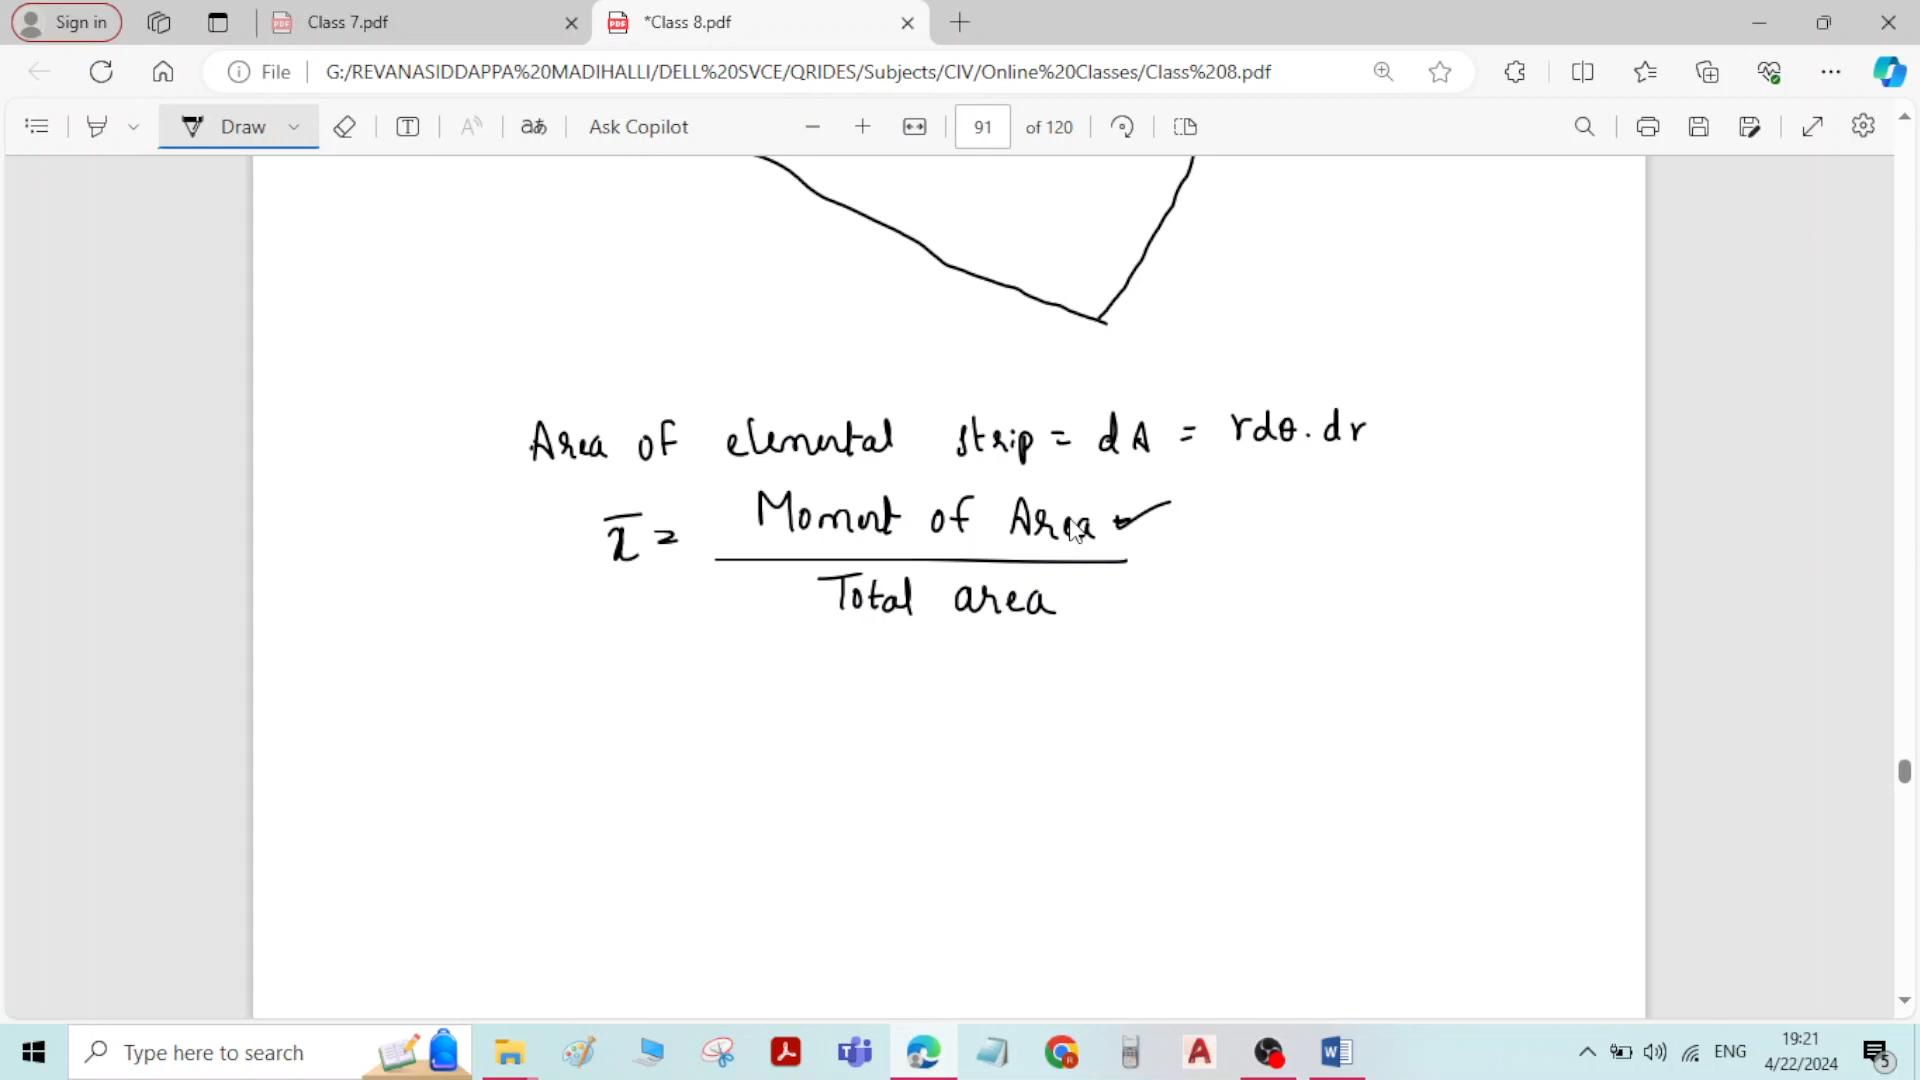 Sign in
Class 7.pdf
*Class 8.pdf
File
G:/REVANASIDDAPPA%20MADIHALLI/DELL%20SVCE/QRIDES/Subjects/CIV/Online%20Classes/Class%208.pdf
Draw
Ask Copilot
91 of 120
Area of elemental strip = dA = rdθ.dr
x̅ = Moment of Area
Total area
Type here to search
ENG
19:21
4/22/2024
5